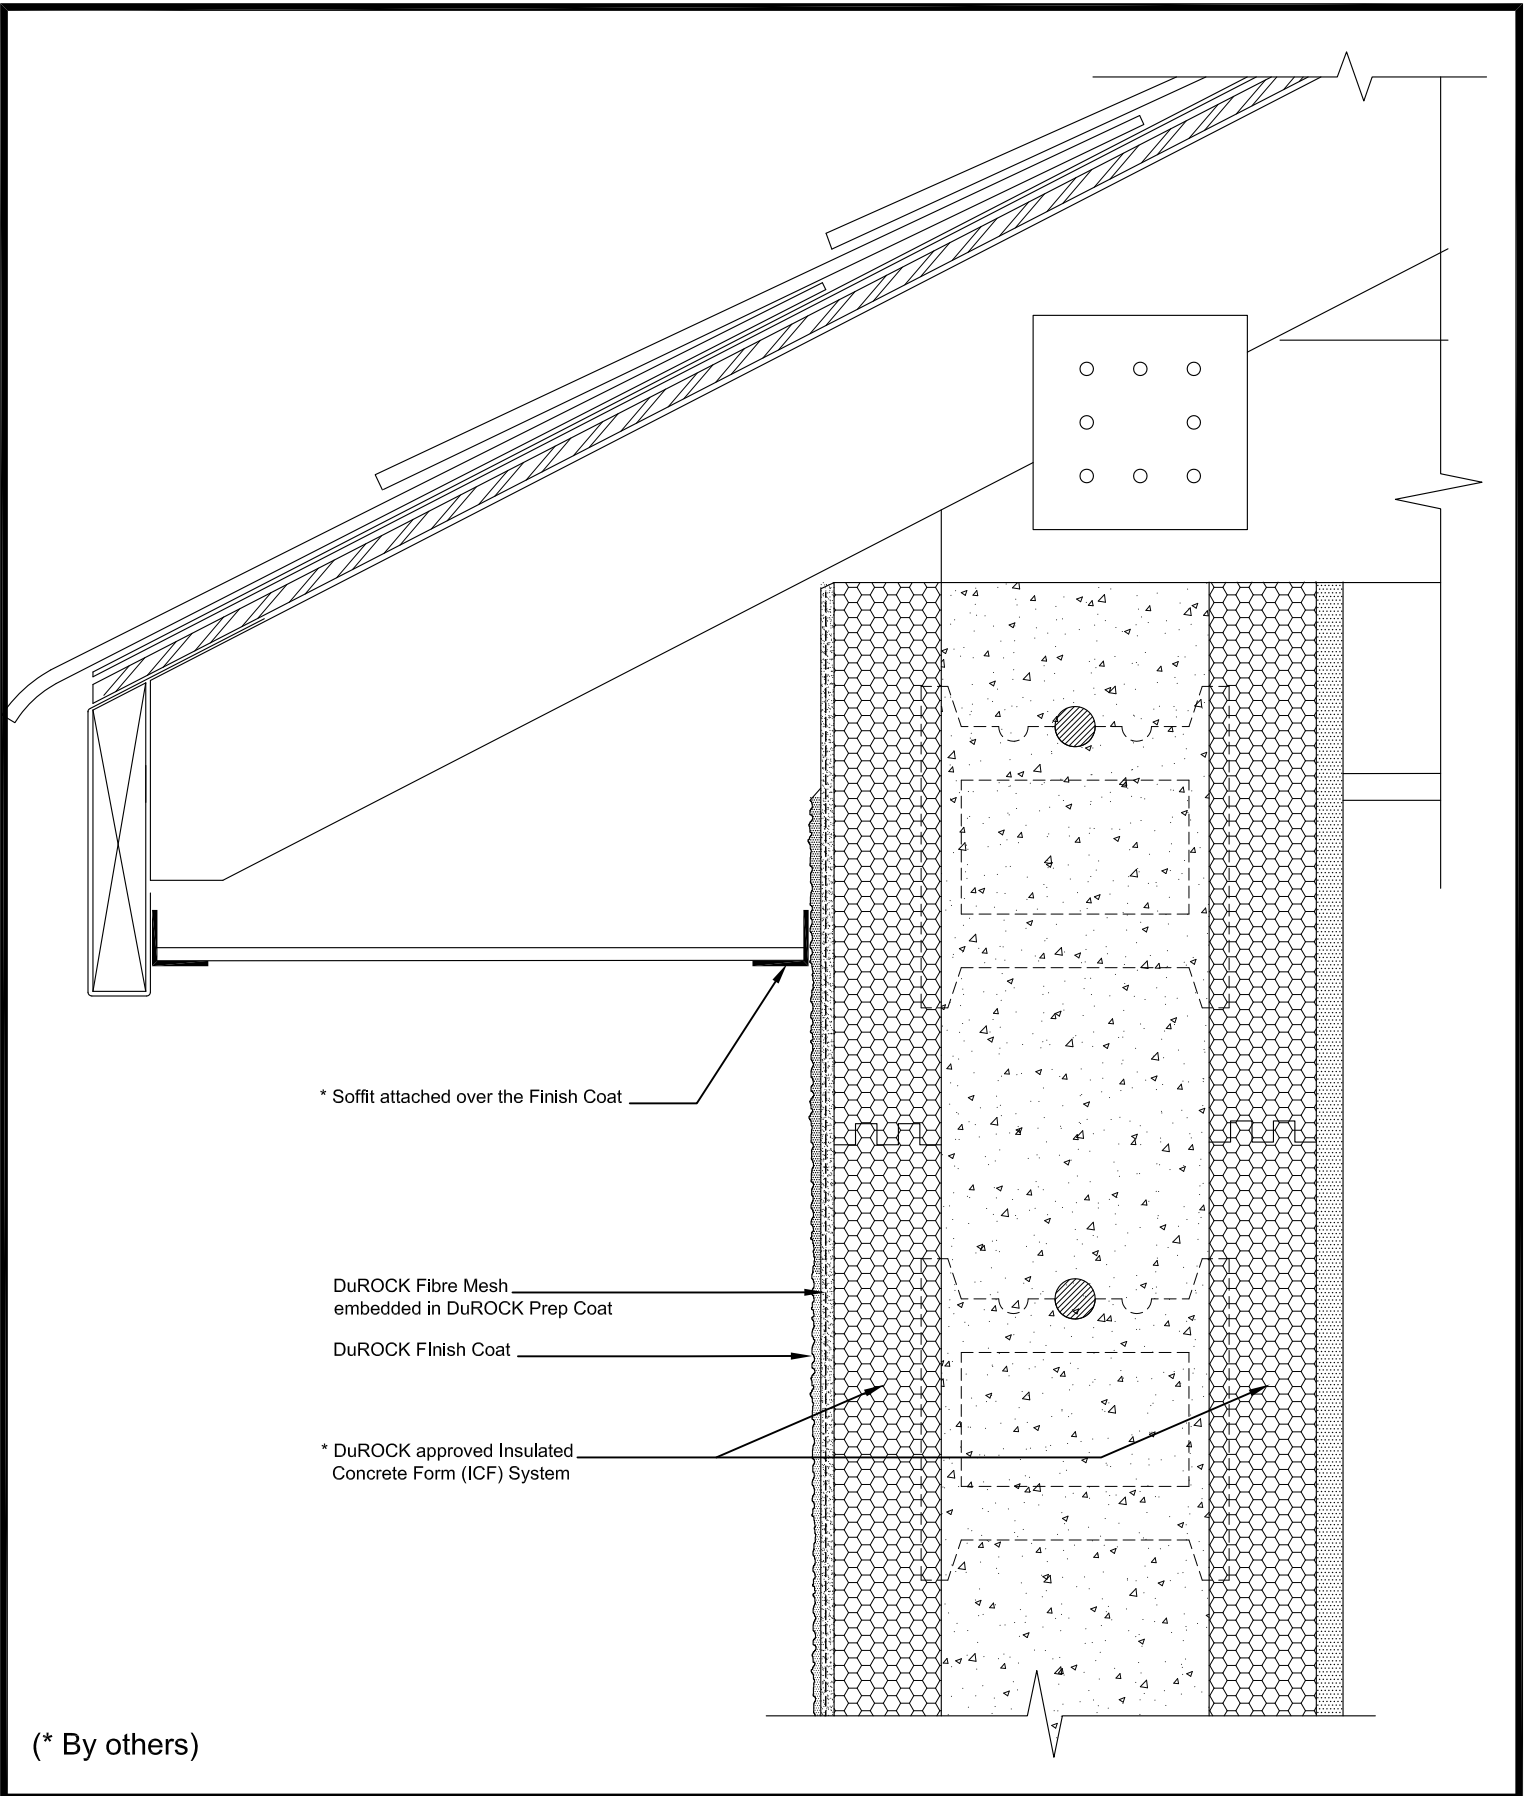 * Soffit attached over the Finish Coat
DuROCK Fibre Mesh
embedded in DuROCK Prep Coat
DuROCK FInish Coat
* DuROCK approved Insulated
Concrete Form (ICF) System
(* By others)